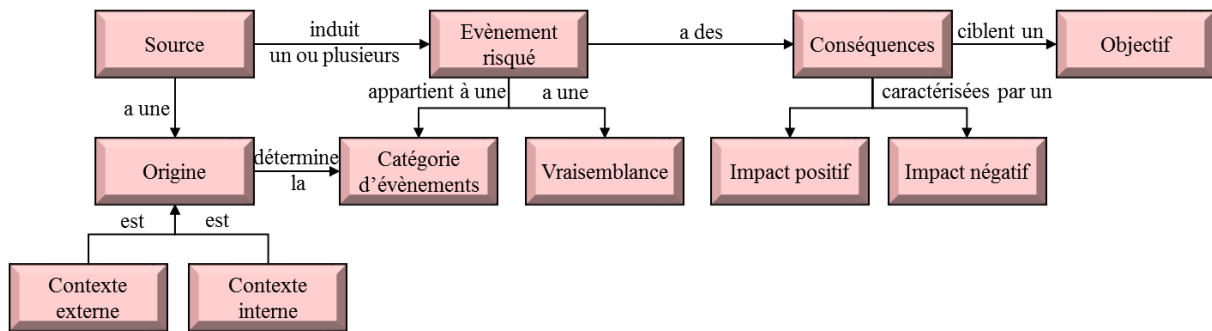 Source
induit
un ou plusieurs
Evènement
risqué
a des
Conséquences
ciblent un
Objectif
a une
appartient à une
a une
caractérisées par un
Origine
détermine
la
Catégorie
d'évènements
Vraisemblance
Impact positif
Impact négatif
est
est
Contexte
externe
Contexte
interne